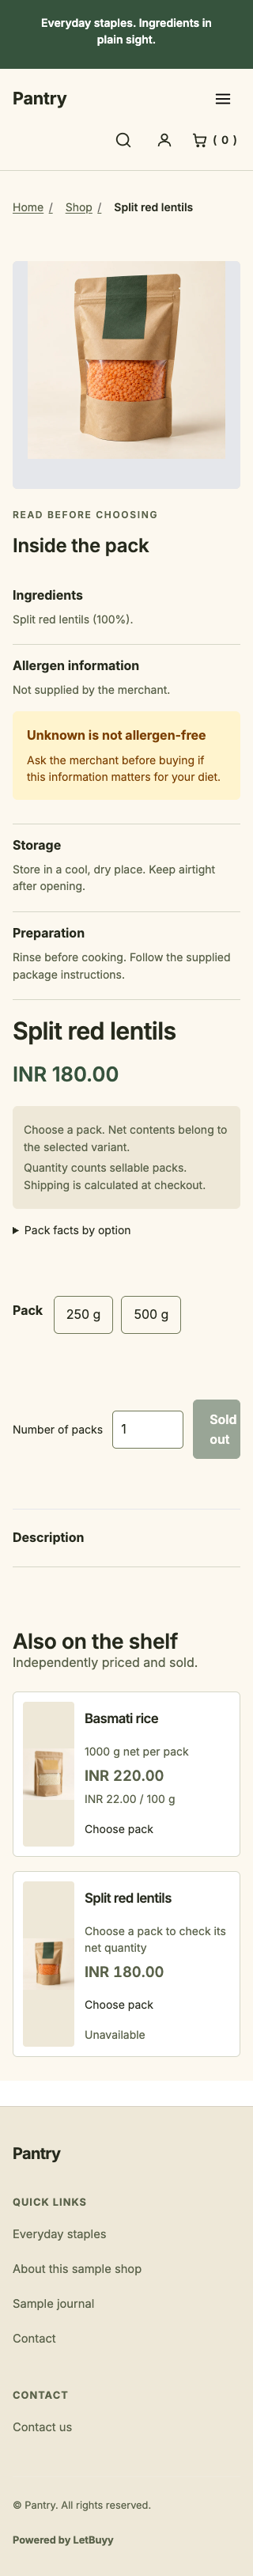 Everyday staples. Ingredients in
plain sight.
Pantry
( 0 )
Home / Shop / Split red lentils
READ BEFORE CHOOSING
Inside the pack
Ingredients
Split red lentils (100%).
Allergen information
Not supplied by the merchant.
Unknown is not allergen-free
Ask the merchant before buying if
this information matters for your diet.
Storage
Store in a cool, dry place. Keep airtight
after opening.
Preparation
Rinse before cooking. Follow the supplied
package instructions.
Split red lentils
INR 180.00
Choose a pack. Net contents belong to
the selected variant.
Quantity counts sellable packs.
Shipping is calculated at checkout.
Pack facts by option
Pack 250 g 500 g
Number of packs 1 Sold
out
Description
Also on the shelf
Independently priced and sold.
Basmati rice
1000 g net per pack
INR 220.00
INR 22.00 / 100 g
Choose pack
Split red lentils
Choose a pack to check its
net quantity
INR 180.00
Choose pack
Unavailable
Pantry
QUICK LINKS
Everyday staples
About this sample shop
Sample journal
Contact
CONTACT
Contact us
© Pantry. All rights reserved.
Powered by LetBuyy